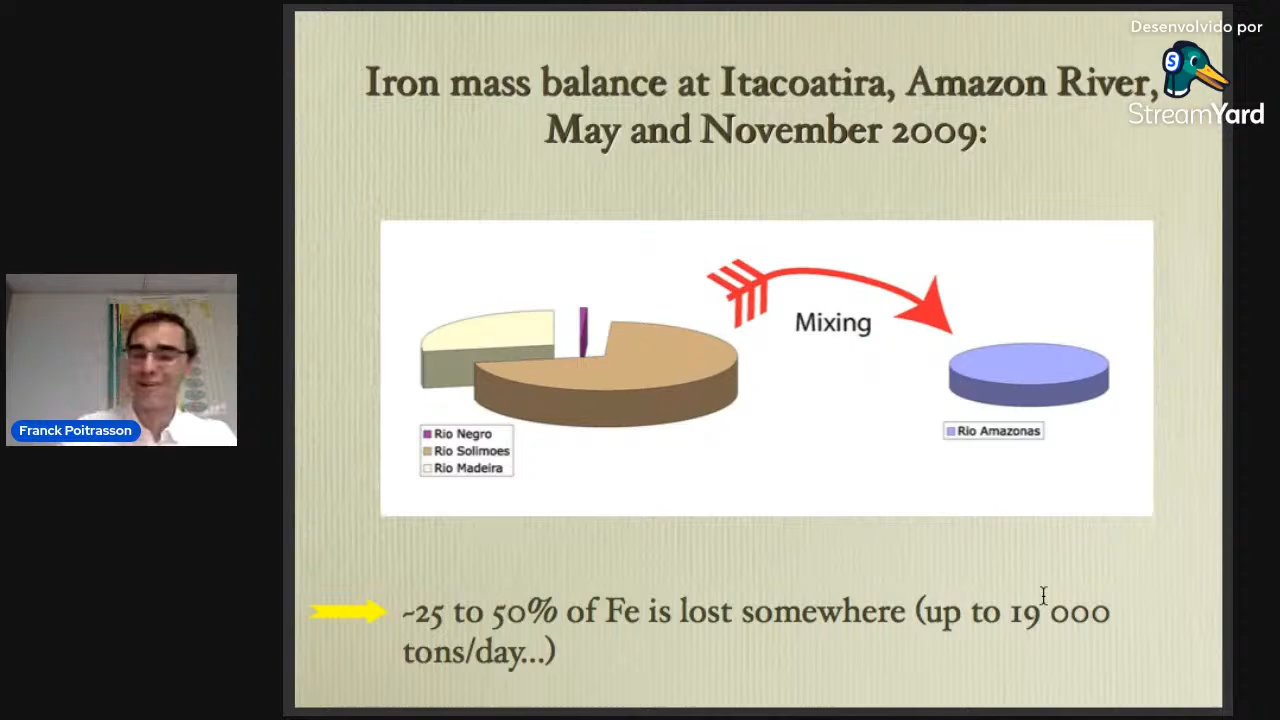 Desenvolvido por
S
StreamYard
Iron mass balance at Itacoatira, Amazon River,
May and November 2009:
Mixing
Rio Negro
Rio Solimoes
Rio Madeira
Rio Amazonas
Franck Poitrasson
~25 to 50% of Fe is lost somewhere (up to 19'000
tons/day...)